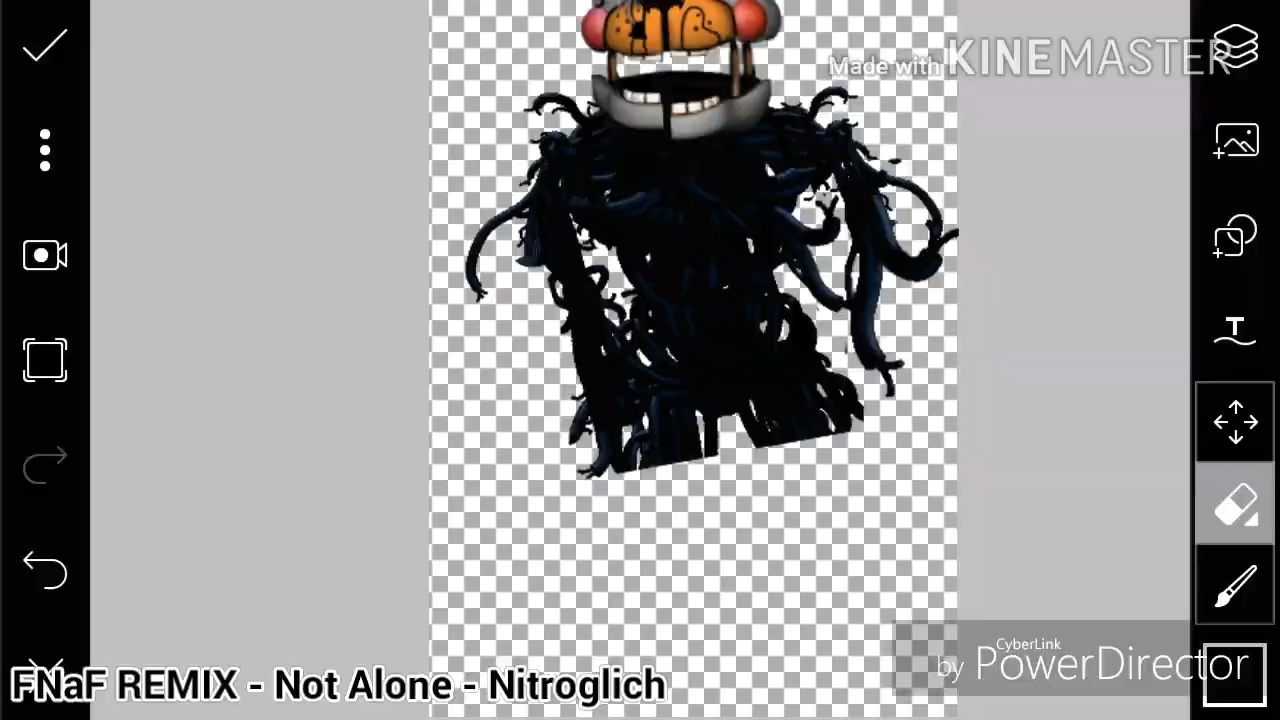 Made with KINEMASTER
CyberLink
by PowerDirector
FNaF REMIX - Not Alone - Nitroglich